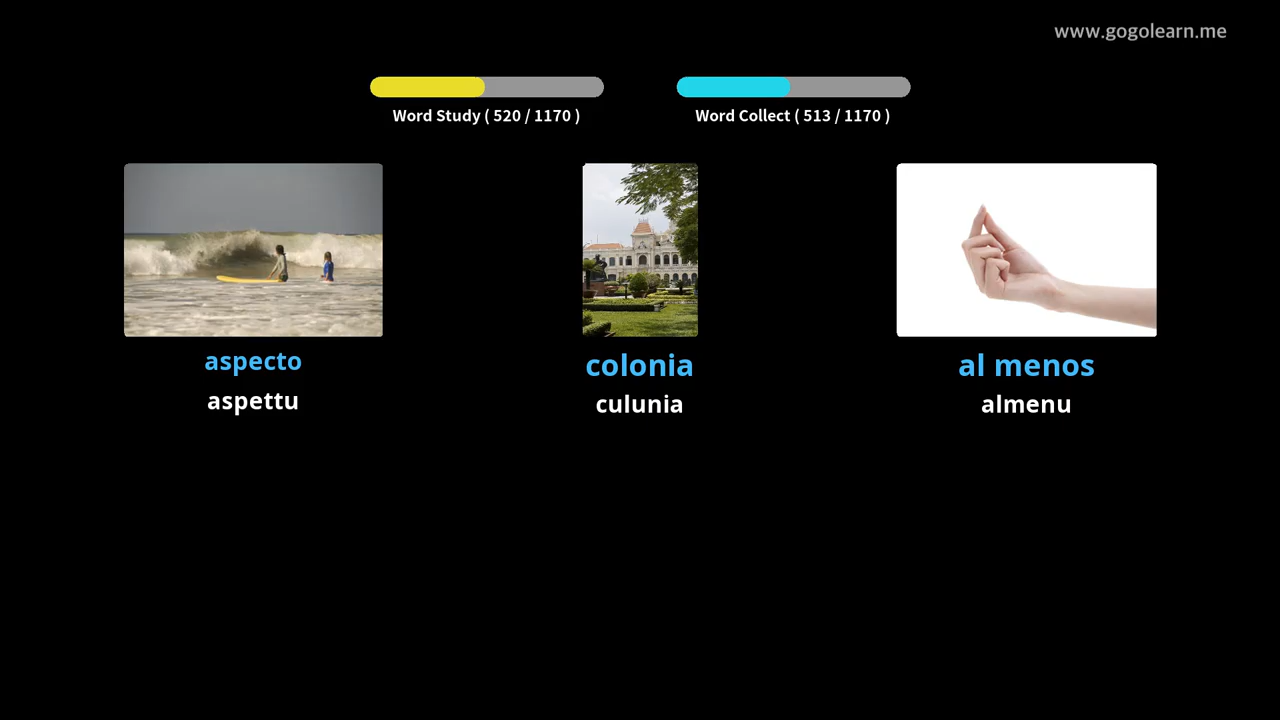 www.gogolearn.me
Word Study ( 520 / 1170 )
Word Collect ( 513 / 1170 )
aspecto
aspettu
colonia
culunia
al menos
almenu